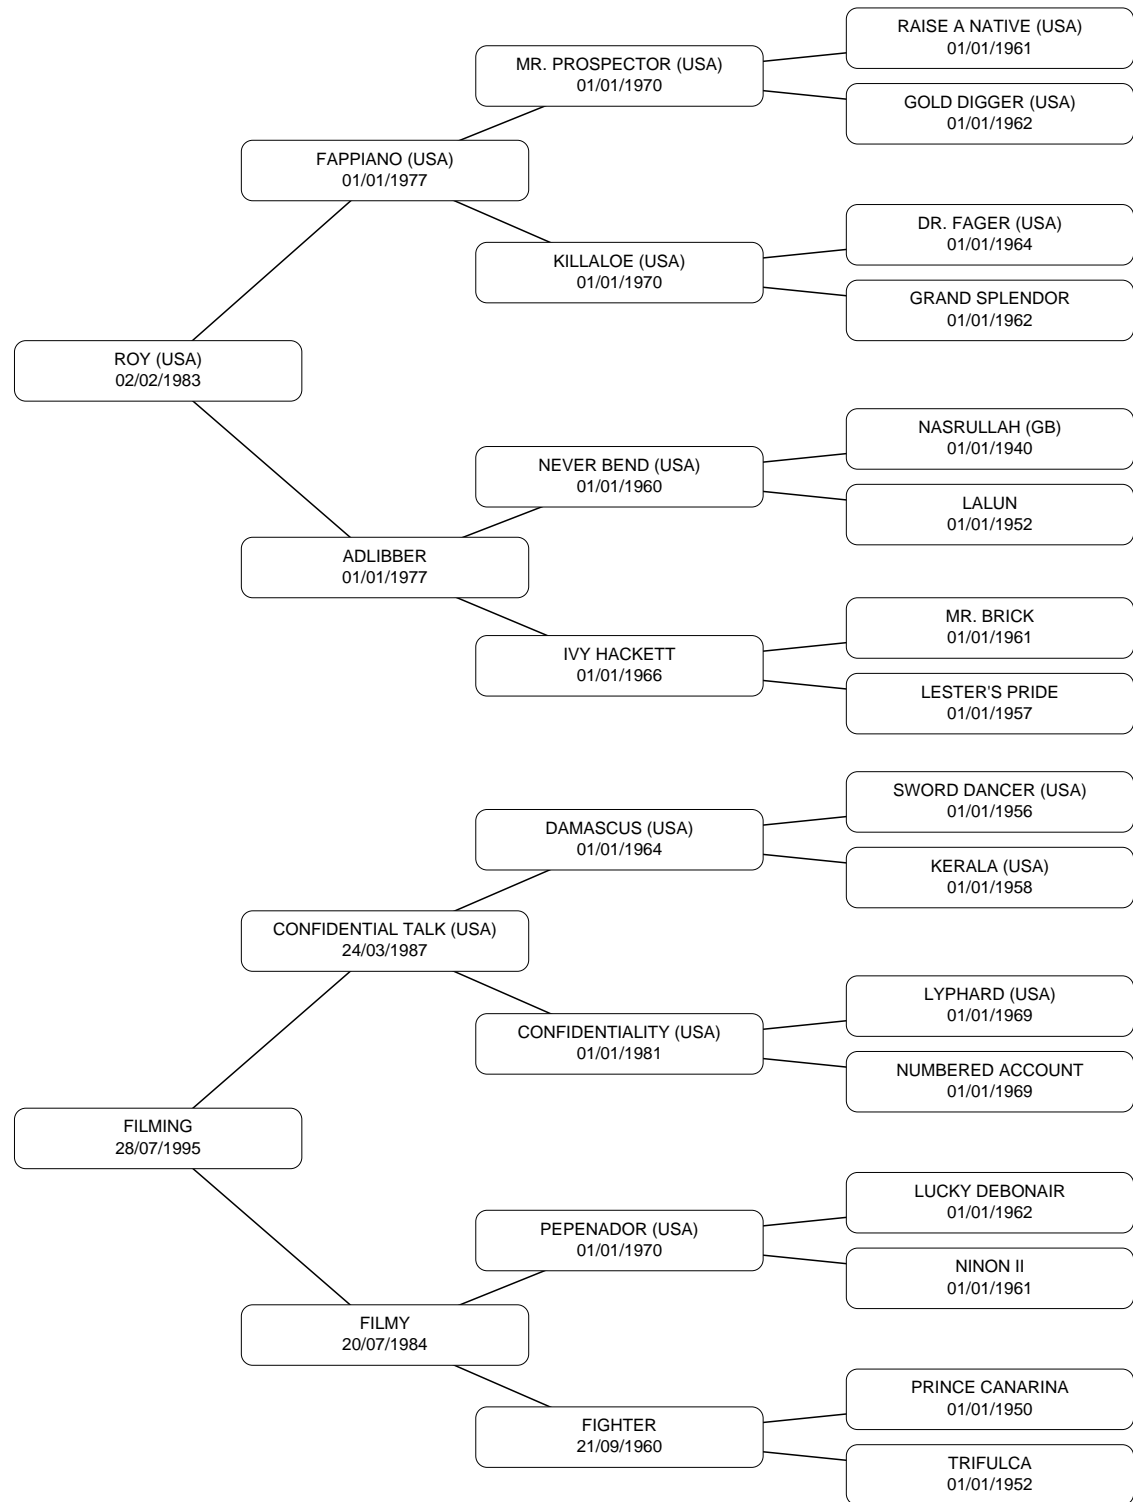 RAISE A NATIVE (USA)
01/01/1961
MR. PROSPECTOR (USA)
01/01/1970
GOLD DIGGER (USA)
01/01/1962
FAPPIANO (USA)
01/01/1977
DR. FAGER (USA)
01/01/1964
KILLALOE (USA)
01/01/1970
GRAND SPLENDOR
01/01/1962
ROY (USA)
02/02/1983
NASRULLAH (GB)
01/01/1940
NEVER BEND (USA)
01/01/1960
LALUN
01/01/1952
ADLIBBER
01/01/1977
MR. BRICK
01/01/1961
IVY HACKETT
01/01/1966
LESTER'S PRIDE
01/01/1957
SWORD DANCER (USA)
01/01/1956
DAMASCUS (USA)
01/01/1964
KERALA (USA)
01/01/1958
CONFIDENTIAL TALK (USA)
24/03/1987
LYPHARD (USA)
01/01/1969
CONFIDENTIALITY (USA)
01/01/1981
NUMBERED ACCOUNT
01/01/1969
FILMING
28/07/1995
LUCKY DEBONAIR
01/01/1962
PEPENADOR (USA)
01/01/1970
NINON II
01/01/1961
FILMY
20/07/1984
PRINCE CANARINA
01/01/1950
FIGHTER
21/09/1960
TRIFULCA
01/01/1952